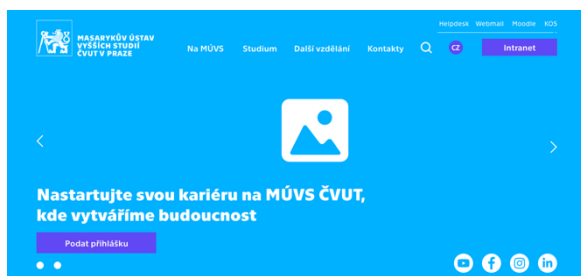 Helpdesk Webmail Moodle KOS
MASARYKŮV ÚSTAV
VYŠŠÍCH STUDIÍ
ČVUT V PRAZE
Na MÚVS Studium Další vzdělání Kontakty CZ Intranet
Nastartujte svou kariéru na MÚVS ČVUT,
kde vytváříme budoucnost
Podat přihlášku